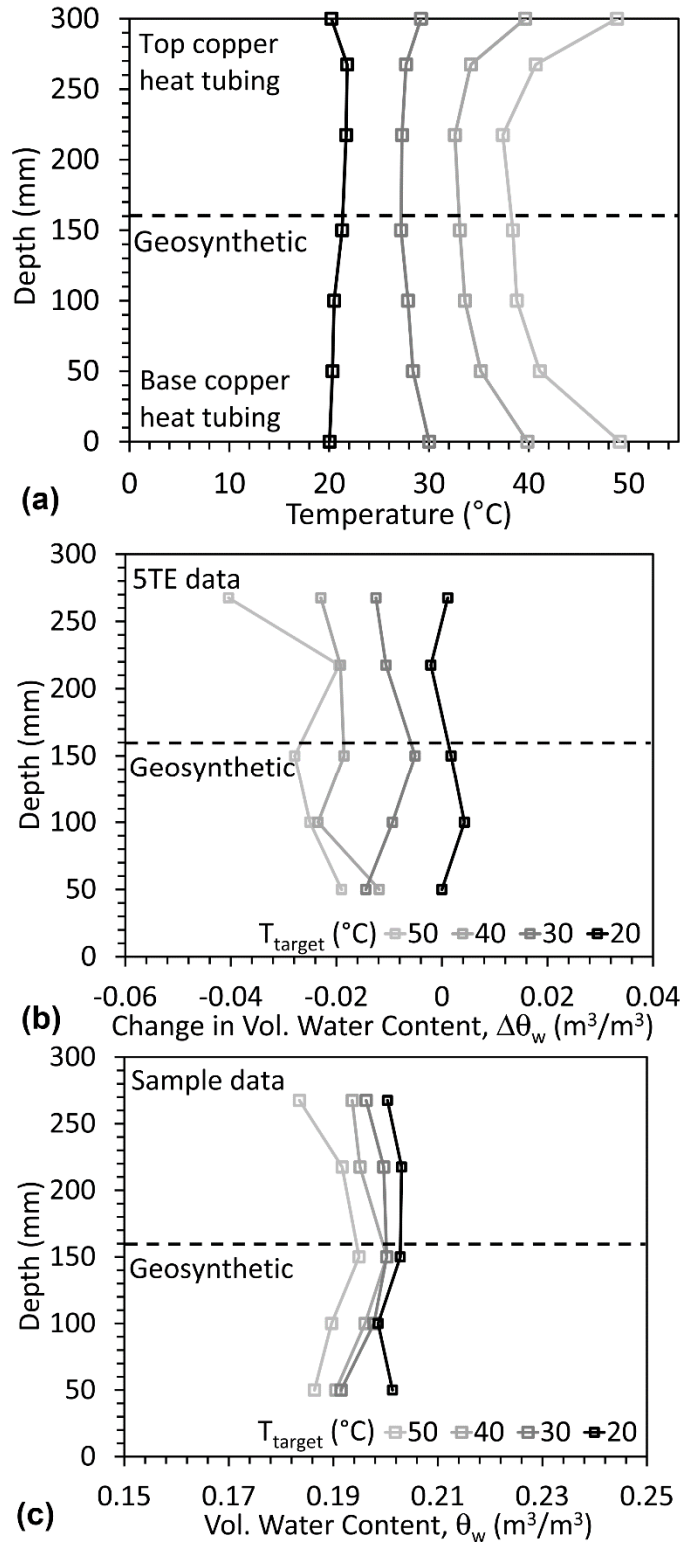 300
250
200
150
100
50
0
Depth (mm)
Top copper
heat tubing
Geosynthetic
Base copper
heat tubing
0 10 20 30 40 50
(a)
Temperature (°C)
300
250
200
150
100
50
0
Depth (mm)
5TE data
Geosynthetic
T_target (°C) 50 40 30 20
-0.06 -0.04 -0.02 0 0.02 0.04
(b)
Change in Vol. Water Content, Δθ_w (m³/m³)
300
250
200
150
100
50
0
Depth (mm)
Sample data
Geosynthetic
T_target (°C) 50 40 30 20
0.15 0.17 0.19 0.21 0.23 0.25
(c)
Vol. Water Content, θ_w (m³/m³)